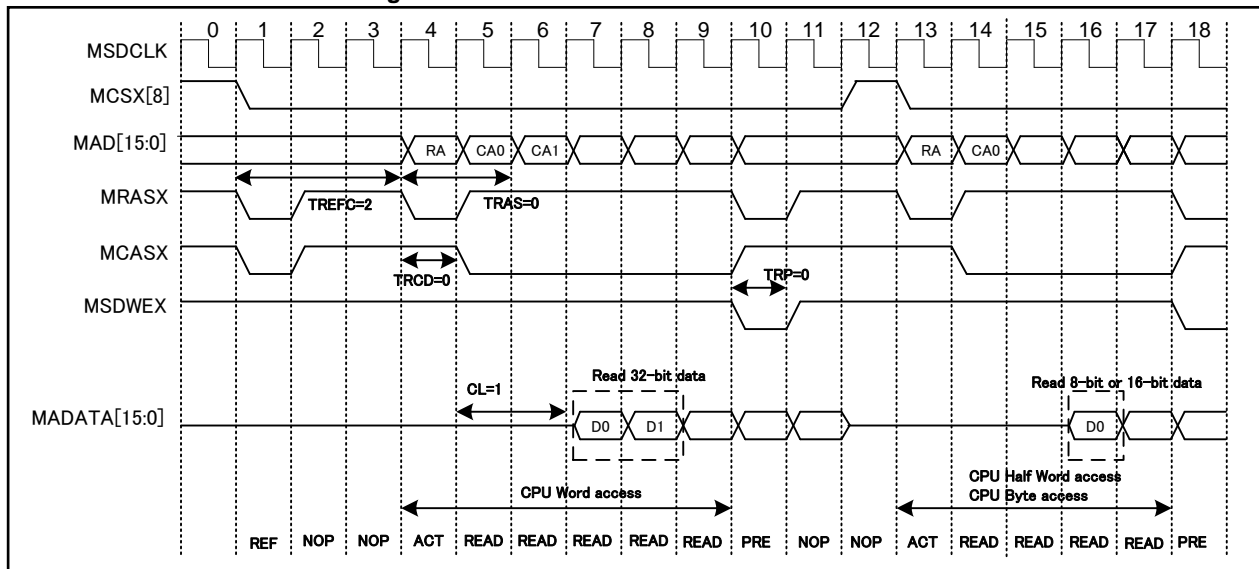 0 1 2 3 4 5 6 7 8 9 10 11 12 13 14 15 16 17 18
MSDCLK
MCSX[8]
MAD[15:0] RA CA0 CA1 RA CA0
MRASX TREFC=2 TRAS=0
MCASX
TRCD=0 TRP=0
MSDWEX
Read 32-bit data
CL=1 Read 8-bit or 16-bit data
MADATA[15:0] D0 D1 D0
CPU Word access CPU Half Word access
CPU Byte access
REF NOP NOP ACT READ READ READ READ READ PRE NOP NOP ACT READ READ READ READ PRE